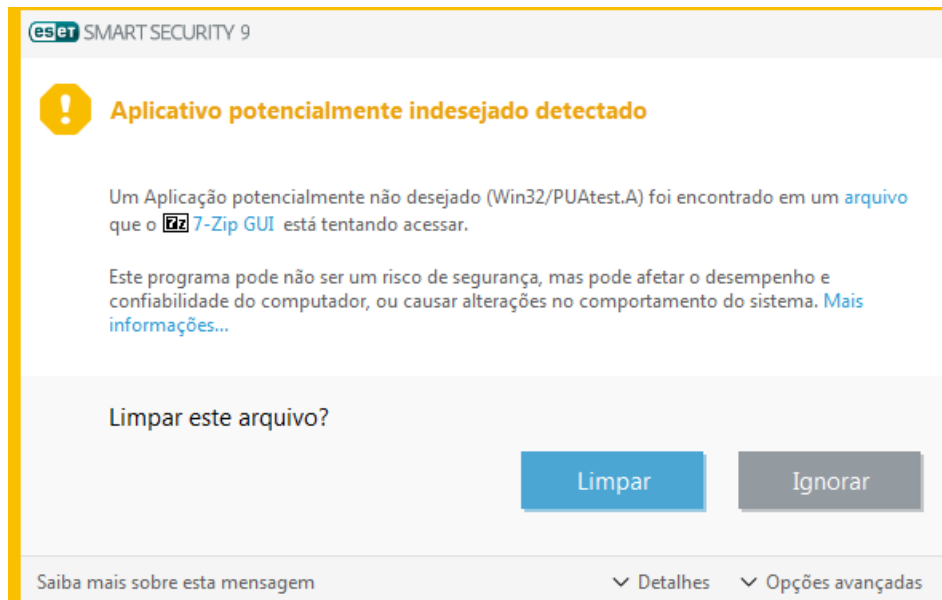 eset SMART SECURITY 9
Aplicativo potencialmente indesejado detectado
Um Aplicação potencialmente não desejado (Win32/PUAtest.A) foi encontrado em um arquivo
que o 7z 7-Zip GUI está tentando acessar.
Este programa pode não ser um risco de segurança, mas pode afetar o desempenho e
confiabilidade do computador, ou causar alterações no comportamento do sistema. Mais
informações...
Limpar este arquivo?
Limpar
Ignorar
Saiba mais sobre esta mensagem
Detalhes
Opções avançadas